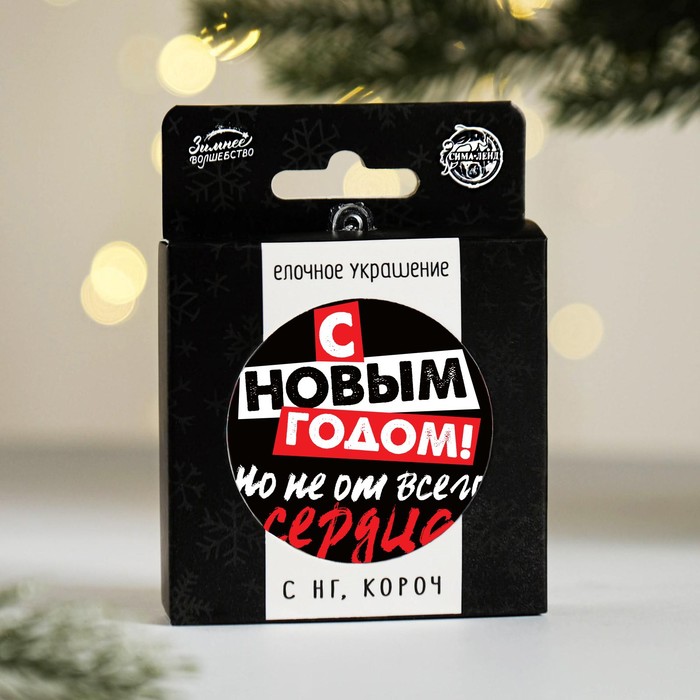 Зимнее
ВОЛШЕБСТВО
СИМА-ЛЕНД
ЕЛОЧНОЕ УКРАШЕНИЕ
С
НОВЫМ
ГОДОМ!
Но не от всего
сердца
С НГ, КОРОЧ